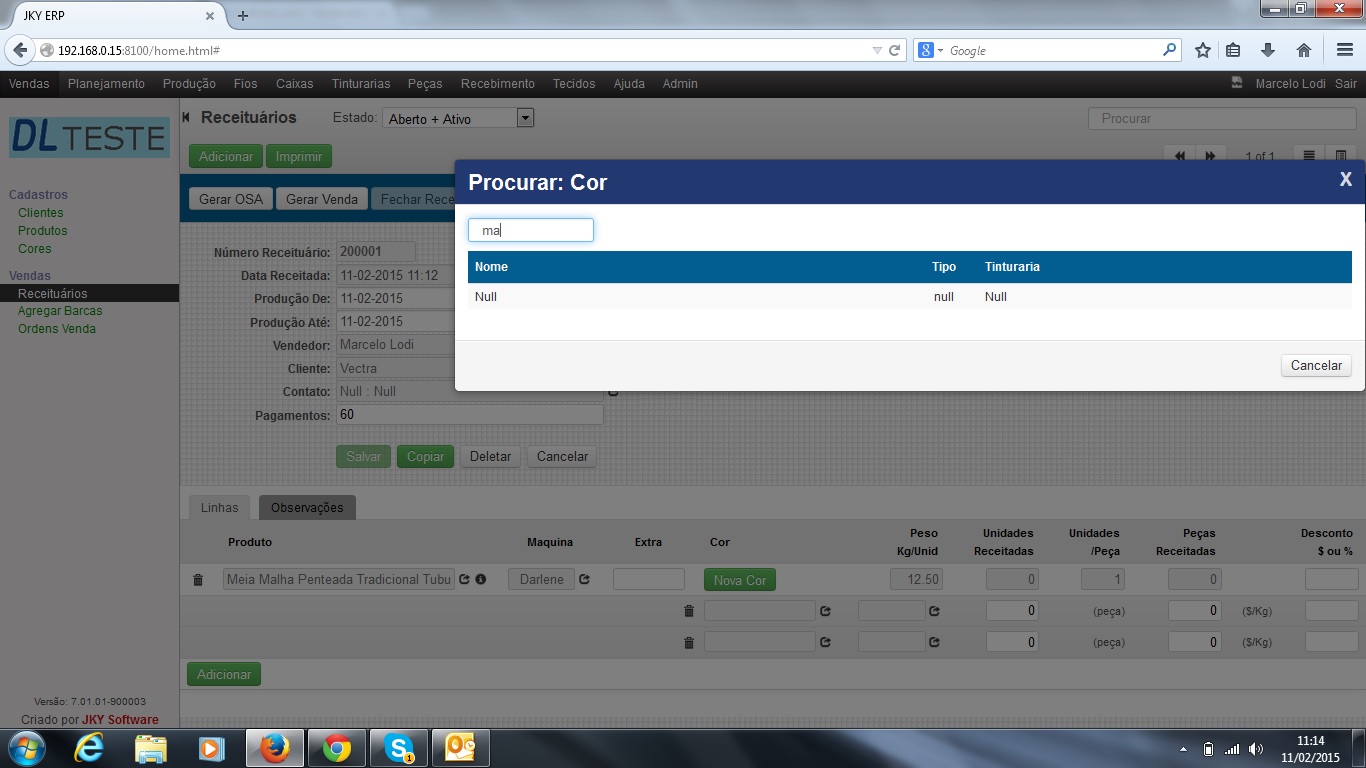 JKY ERP
192.168.0.15:8100/home.html#
Google
Vendas Planejamento Produção Fios Caixas Tinturarias Peças Recebimento Tecidos Ajuda Admin Marcelo Lodi Sair
DL TESTE
Receituários Estado: Aberto + Ativo Procurar
Adicionar Imprimir 1 of 1
Gerar OSA Gerar Venda Fechar Rece
Procurar: Cor X
ma
Nome Tipo Tinturaria
Null null Null
Cancelar
Cadastros
Clientes
Produtos
Cores
Vendas
Receituários
Agregar Barcas
Ordens Venda
Número Receituário: 200001
Data Receitada: 11-02-2015 11:12
Produção De: 11-02-2015
Produção Até: 11-02-2015
Vendedor: Marcelo Lodi
Cliente: Vectra
Contato: Null : Null
Pagamentos: 60
Salvar Copiar Deletar Cancelar
Linhas Observações
Produto Maquina Extra Cor Peso Kg/Unid Unidades Receitadas Unidades /Peça Peças Receitadas Desconto $ ou %
Meia Malha Penteada Tradicional Tubu Darlene Nova Cor 12.50 0 1 0
0 (peça) 0 ($/Kg)
0 (peça) 0 ($/Kg)
Adicionar
Versão: 7.01.01-900003
Criado por JKY Software
1
11:14
11/02/2015